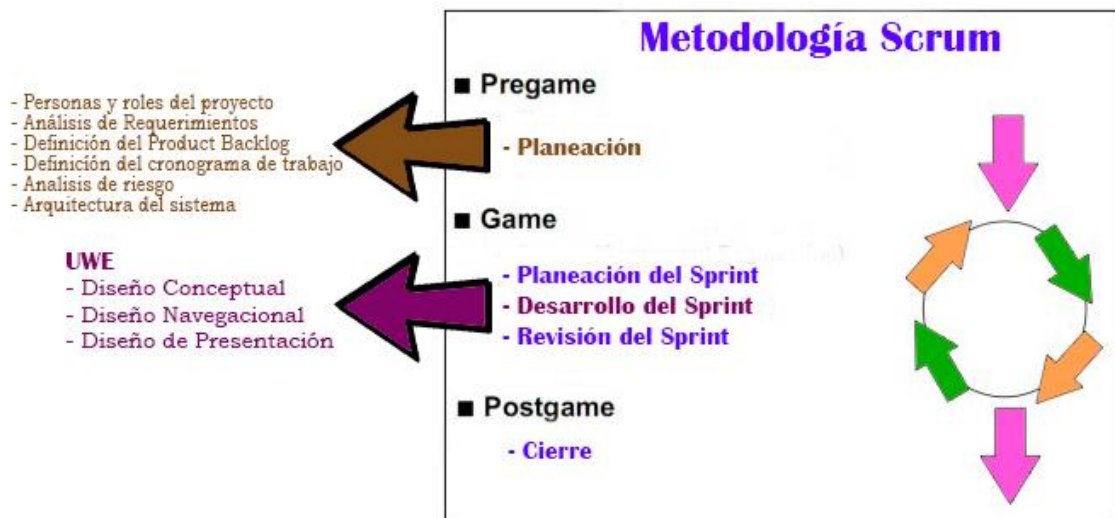 Metodología Scrum
■ Pregame
- Planeación
- Personas y roles del proyecto
- Análisis de Requerimientos
- Definición del Product Backlog
- Definición del cronograma de trabajo
- Analisis de riesgo
- Arquitectura del sistema
■ Game
- Planeación del Sprint
- Desarrollo del Sprint
- Revisión del Sprint
UWE
- Diseño Conceptual
- Diseño Navegacional
- Diseño de Presentación
■ Postgame
- Cierre